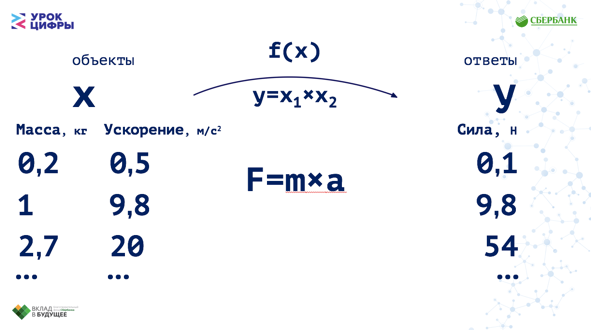 УРОК
ЦИФРЫ
СБЕРБАНК
f(x)
объекты
ответы
x
y=x₁×x₂
y
Масса, кг Ускорение, м/с² Сила, Н
0,2 0,5 0,1
F=m×a
1 9,8 9,8
2,7 20 54
... ... ...
ВКЛАД
В БУДУЩЕЕ